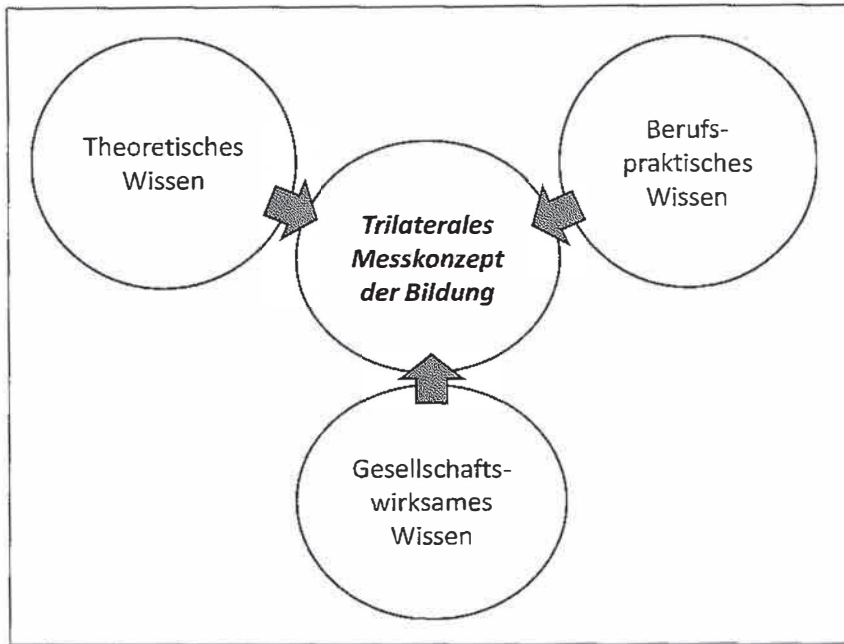 Theoretisches
Wissen
Berufs-
praktisches
Wissen
Trilaterales
Messkonzept
der Bildung
Gesellschafts-
wirksames
Wissen